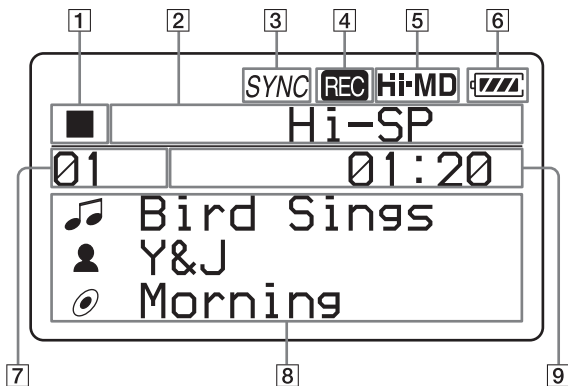 1 2 3 4 5 6
SYNC REC Hi-MD
Hi-SP
01 01:20
Bird Sings
Y&J
Morning
7 8 9